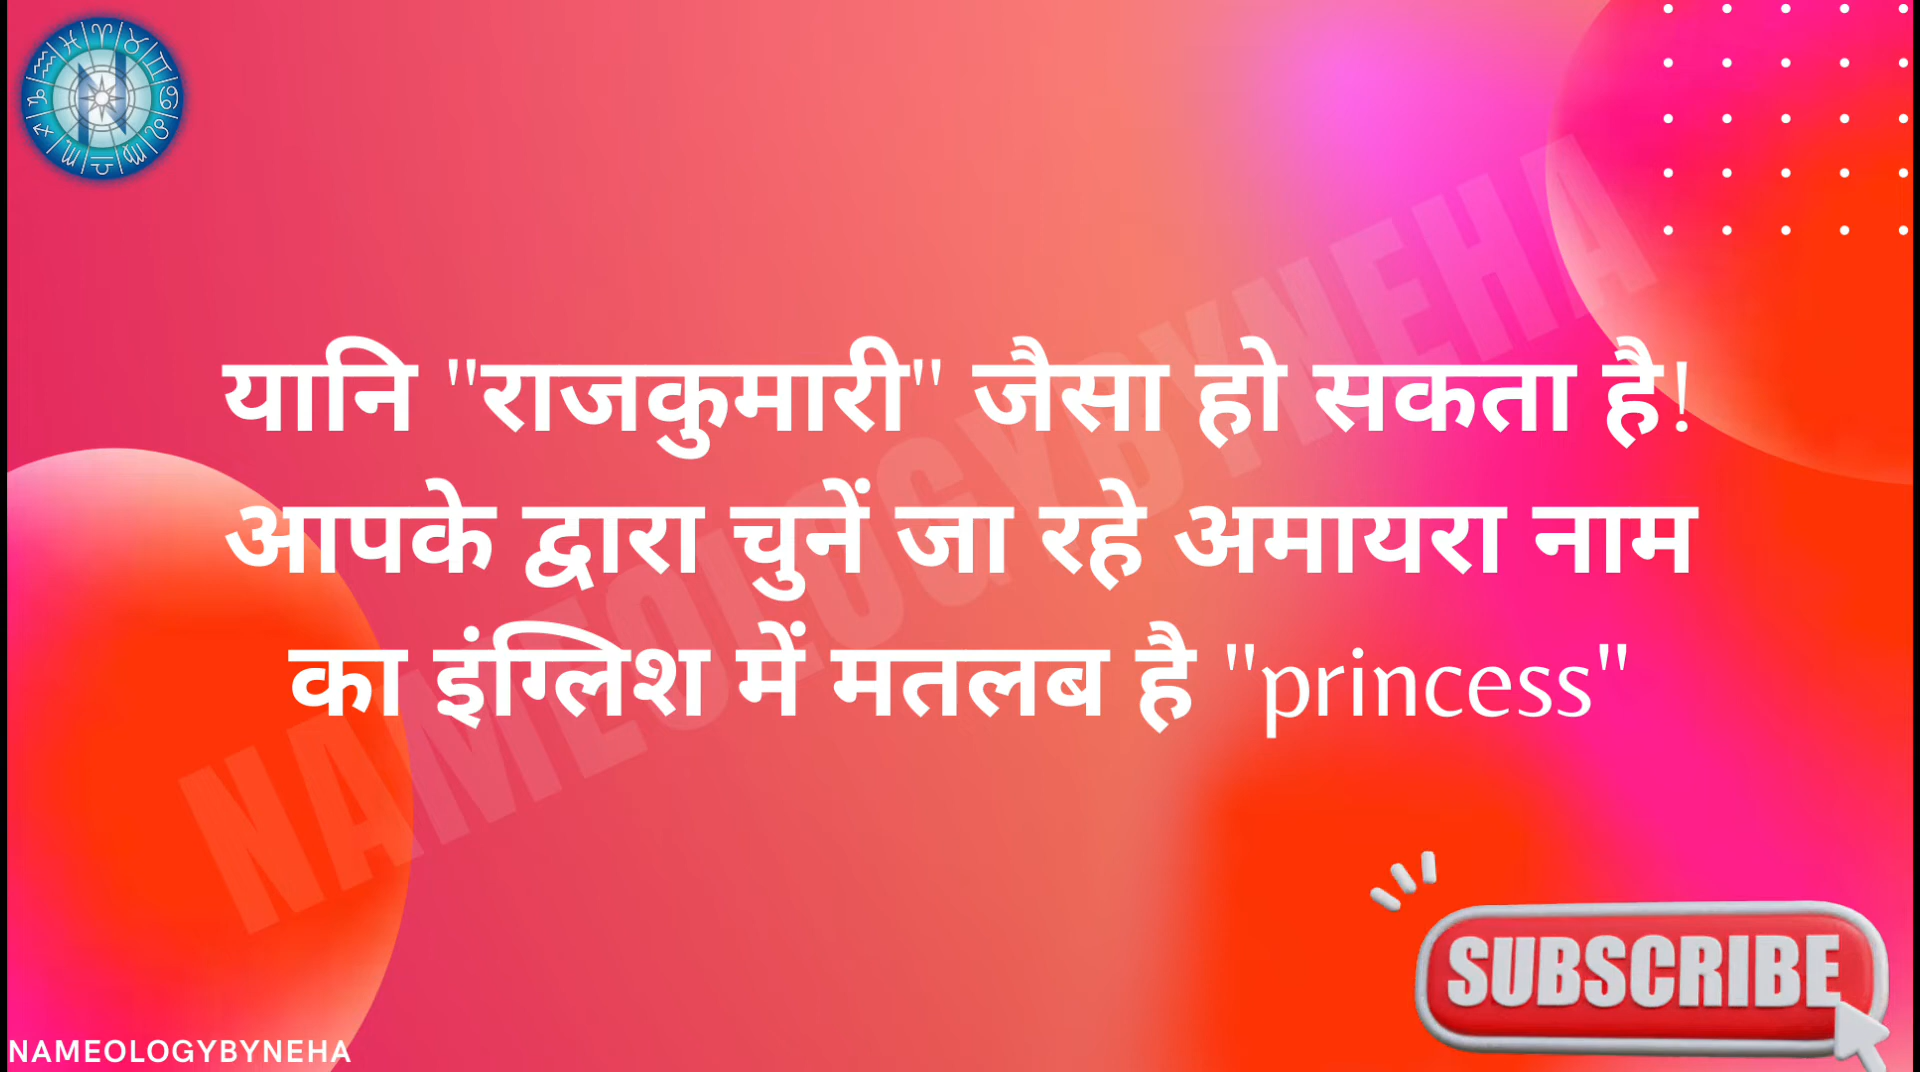 यानि "राजकुमारी" जैसा हो सकता है!
आपके द्वारा चुनें जा रहे अमायरा नाम
का इंग्लिश में मतलब है "princess"
NAMEOLOGYBYNEHA
SUBSCRIBE
NAMEOLOGYBYNEHA